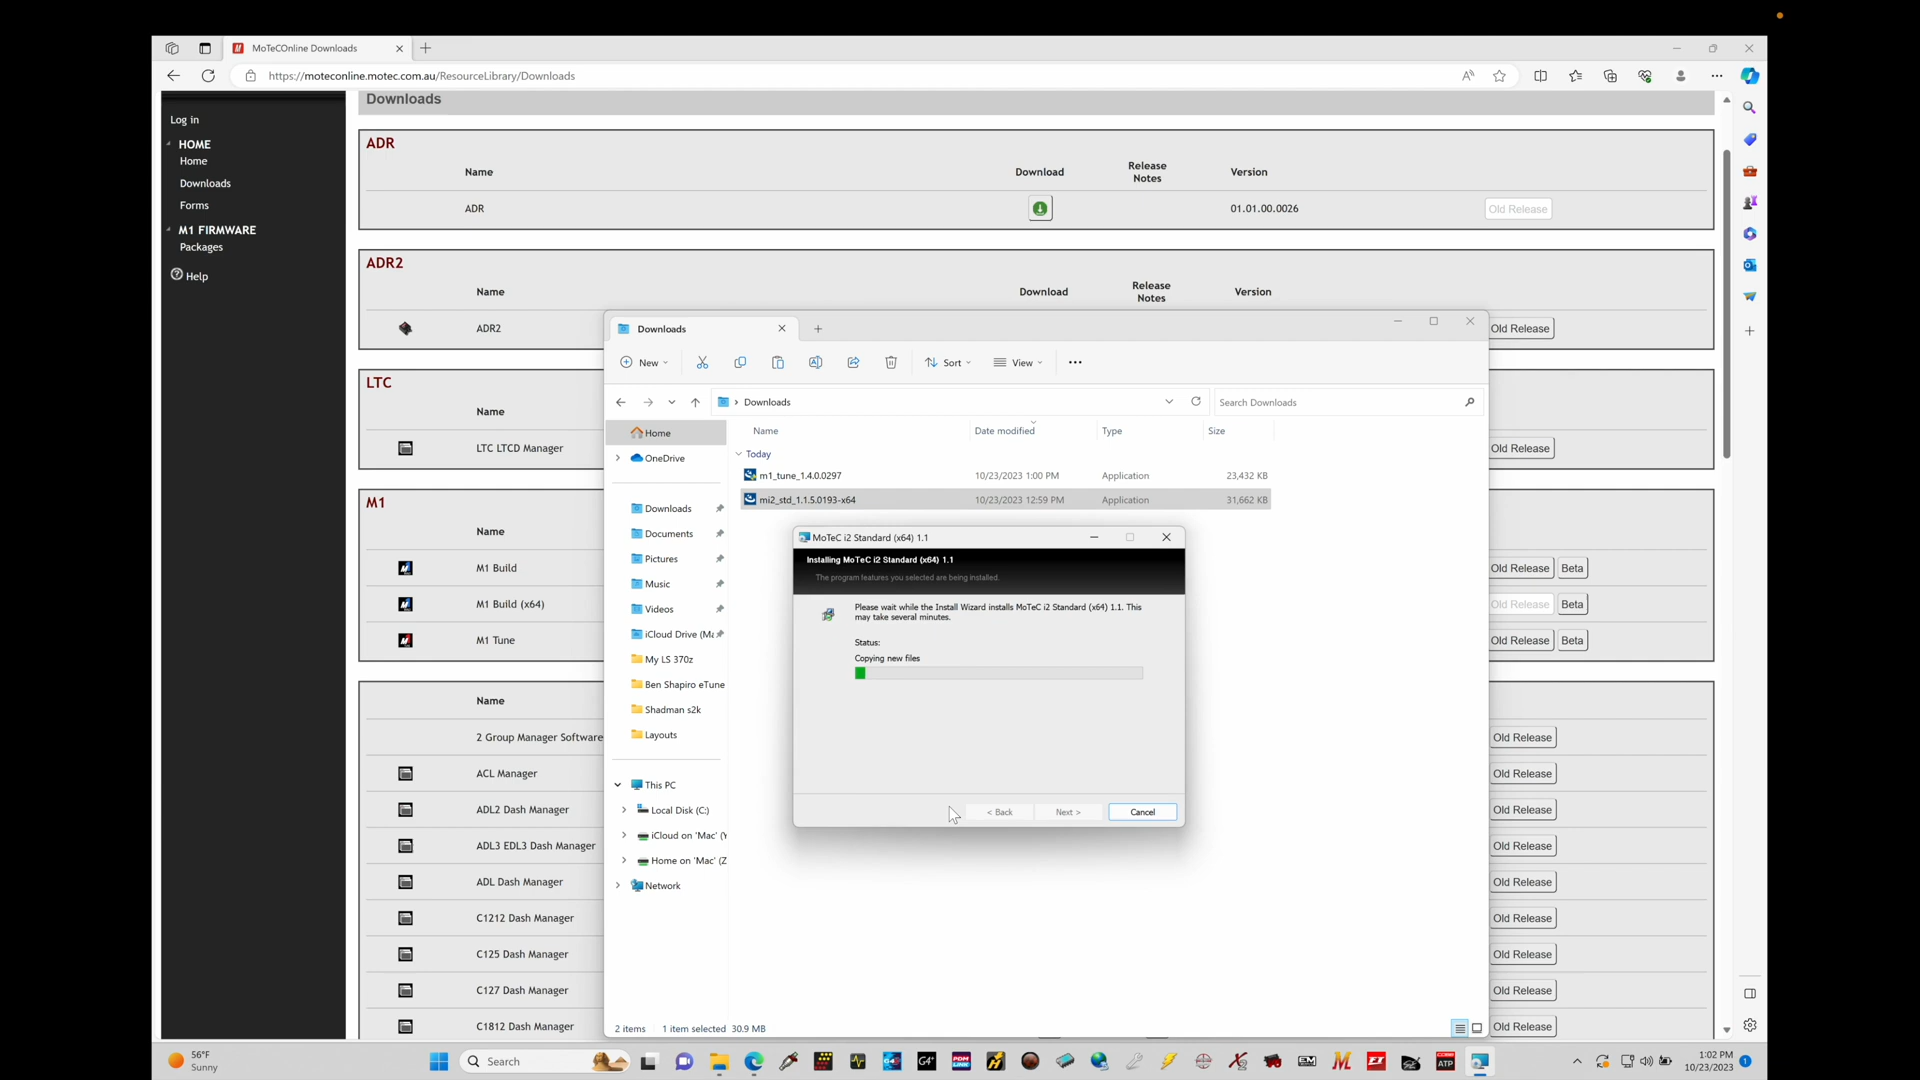 MoTeCOnline Downloads
https://moteconline.motec.com.au/ResourceLibrary/Downloads
Log in
HOME
Home
Downloads
Forms
M1 FIRMWARE
Packages
Help
Downloads
ADR
Name
Download
Release
Notes
Version
ADR
01.01.00.0026
Old Release
ADR2
Name
Download
Release
Notes
Version
ADR2
Old Release
LTC
Name
LTC LTCD Manager
Old Release
M1
Name
M1 Build
Old Release
Beta
M1 Build (x64)
Old Release
Beta
M1 Tune
Old Release
Beta
Name
2 Group Manager Software
Old Release
ACL Manager
Old Release
ADL2 Dash Manager
Old Release
ADL3 EDL3 Dash Manager
Old Release
ADL Dash Manager
Old Release
C1212 Dash Manager
Old Release
C125 Dash Manager
Old Release
C127 Dash Manager
Old Release
C1812 Dash Manager
Old Release
Downloads
New
Sort
View
Downloads
Search Downloads
Home
OneDrive
Downloads
Documents
Pictures
Music
Videos
iCloud Drive (Ma
My LS 370z
Ben Shapiro eTune
Shadman s2k
Layouts
This PC
Local Disk (C:)
iCloud on 'Mac' (Y
Home on 'Mac' (Z
Network
Name
Date modified
Type
Size
Today
m1_tune_1.4.0.0297
10/23/2023 1:00 PM
Application
23,432 KB
mi2_std_1.1.5.0193-x64
10/23/2023 12:59 PM
Application
31,662 KB
MoTeC i2 Standard (x64) 1.1
Installing MoTeC i2 Standard (x64) 1.1
The program features you selected are being installed.
Please wait while the Install Wizard installs MoTeC i2 Standard (x64) 1.1. This
may take several minutes.
Status:
Copying new files
< Back
Next >
Cancel
2 items
1 item selected 30.9 MB
56°F
Sunny
Search
1:02 PM
10/23/2023
1